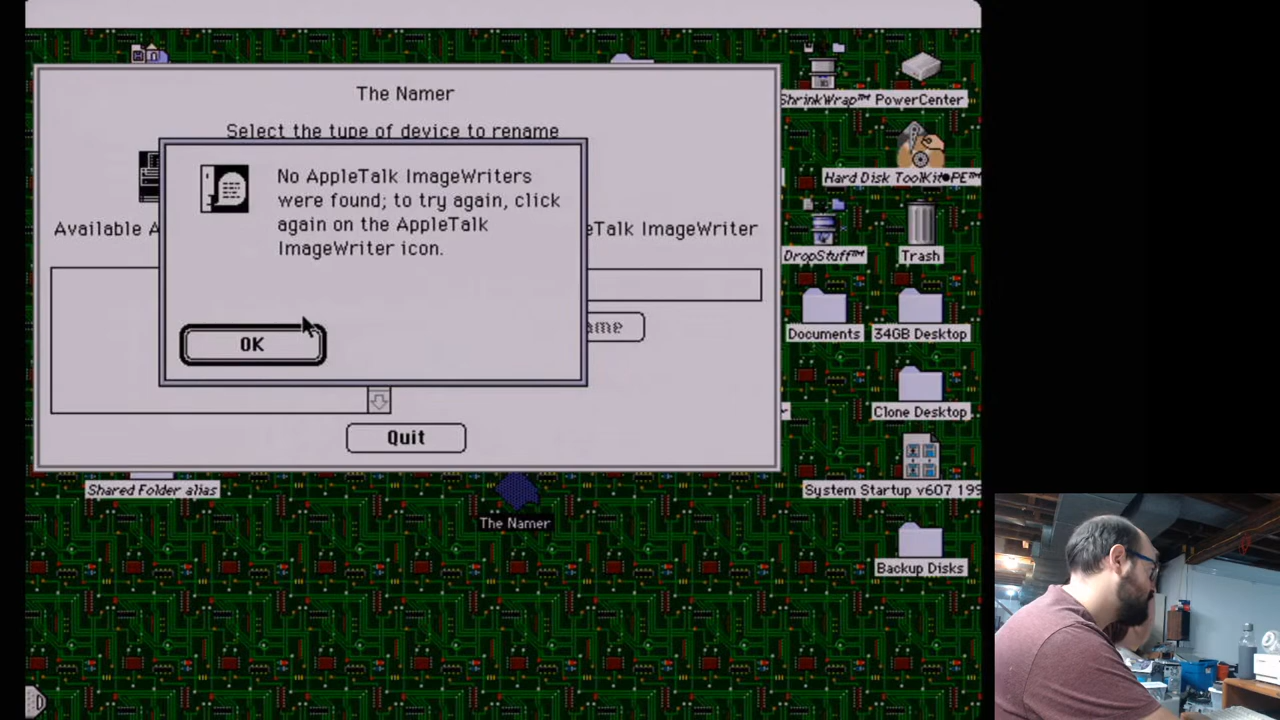 The Namer
Select the type of device to rename
No AppleTalk ImageWriters
were found; to try again, click
again on the AppleTalk
ImageWriter icon.
OK
Available A
eTalk ImageWriter
ame
Quit
ShrinkWrap™
PowerCenter
Hard Disk ToolKit•PE™
DropStuff™
Trash
Documents
34GB Desktop
Clone Desktop
Shared Folder alias
The Namer
System Startup v607 199
Backup Disks